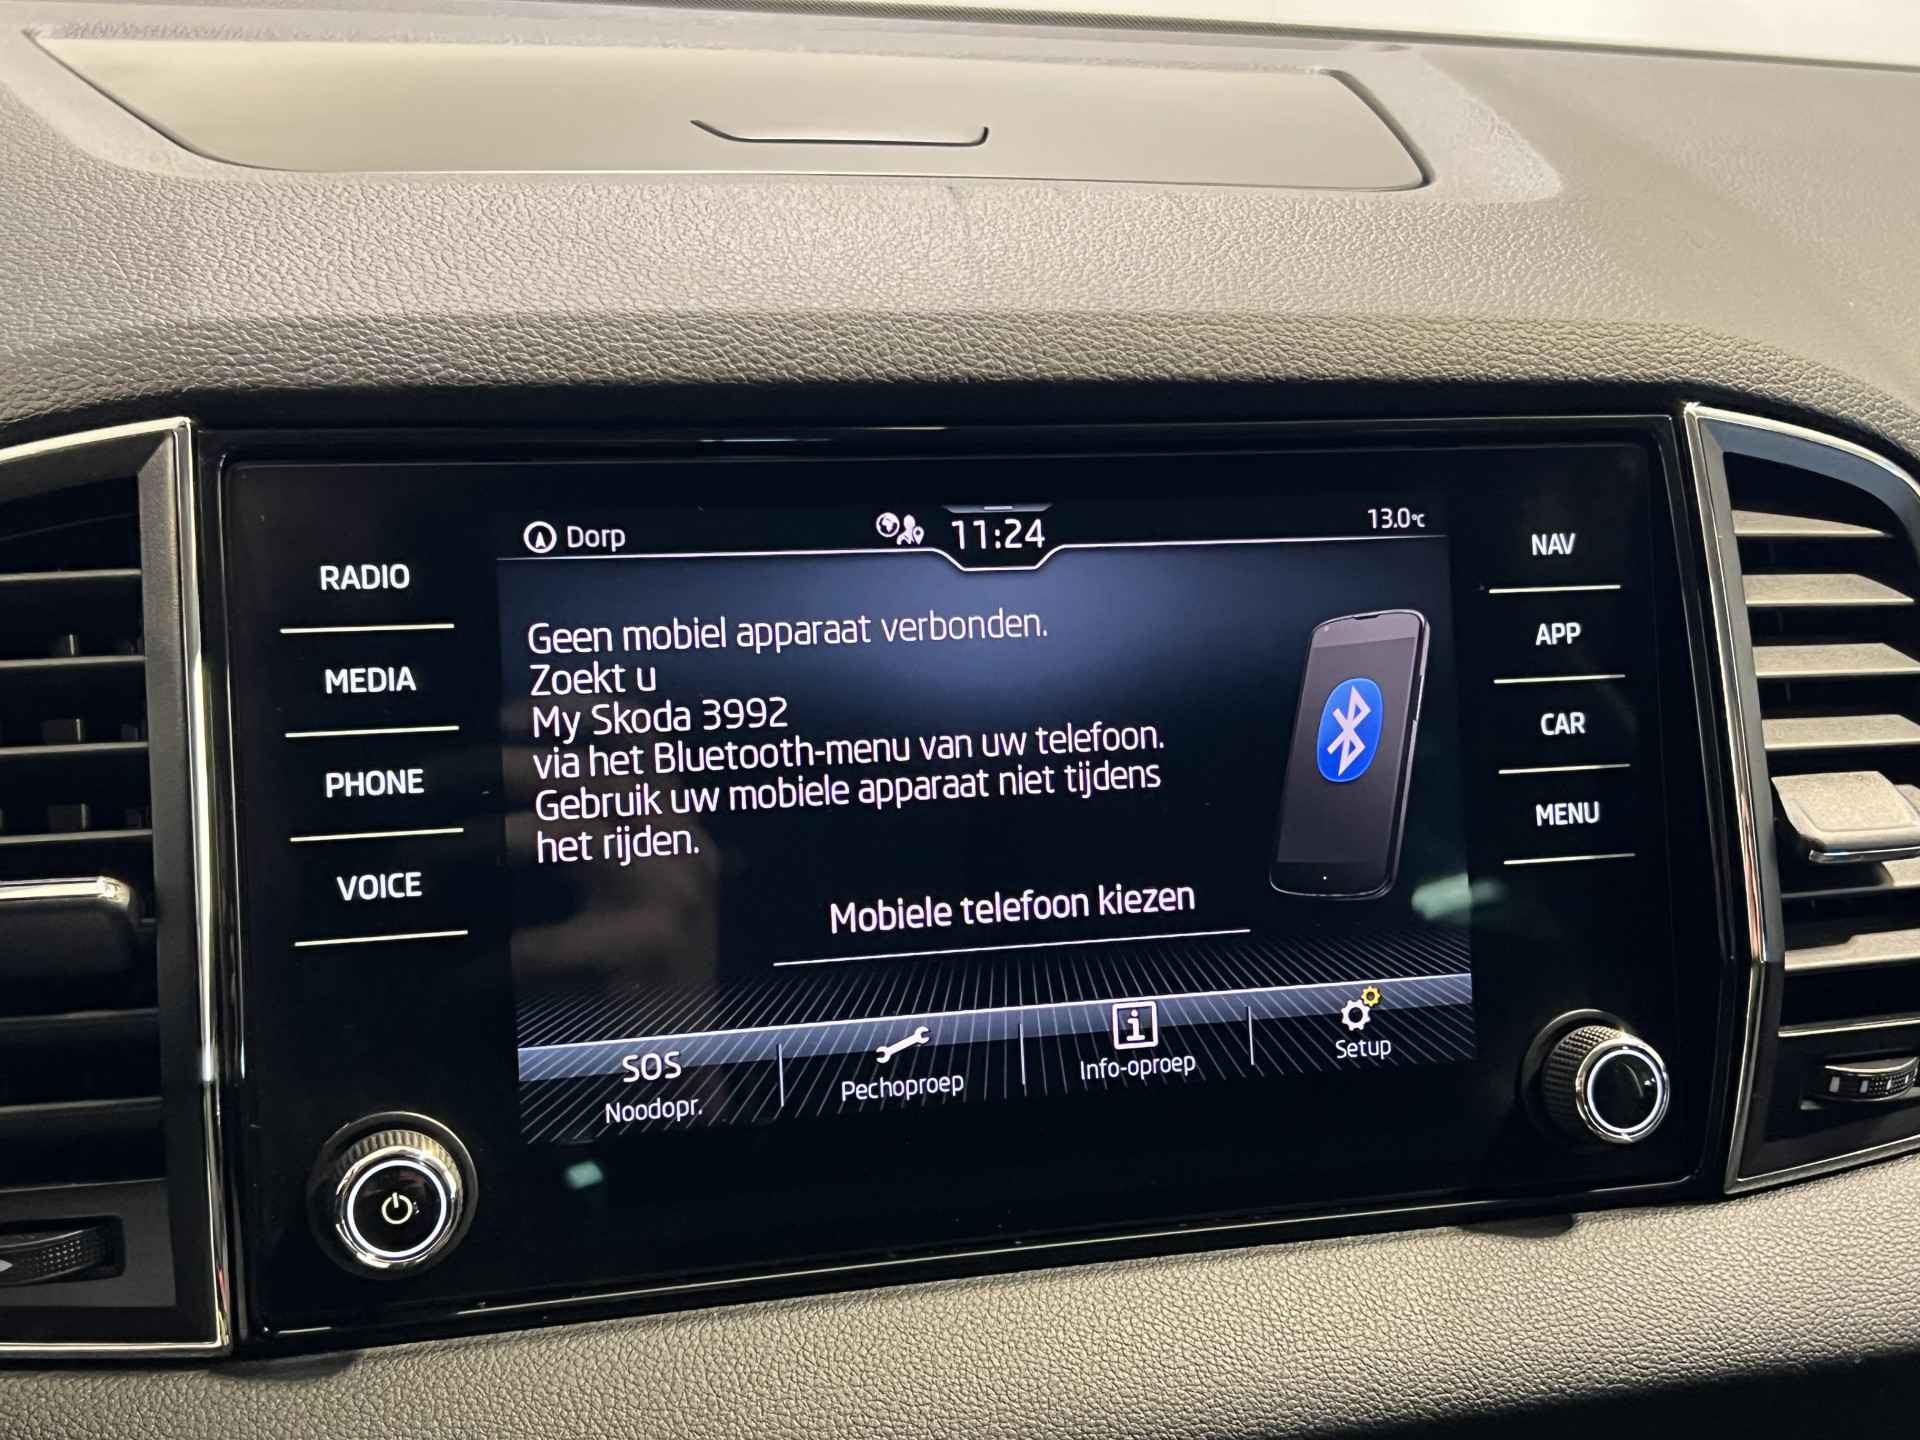 Dorp
11:24
13.0°C
RADIO
MEDIA
PHONE
VOICE
Geen mobiel apparaat verbonden.
Zoekt u
My Skoda 3992
via het Bluetooth-menu van uw telefoon.
Gebruik uw mobiele apparaat niet tijdens
het rijden.
Mobiele telefoon kiezen
NAV
APP
CAR
MENU
SOS
Noodopr.
Pechoproep
Info-oproep
Setup